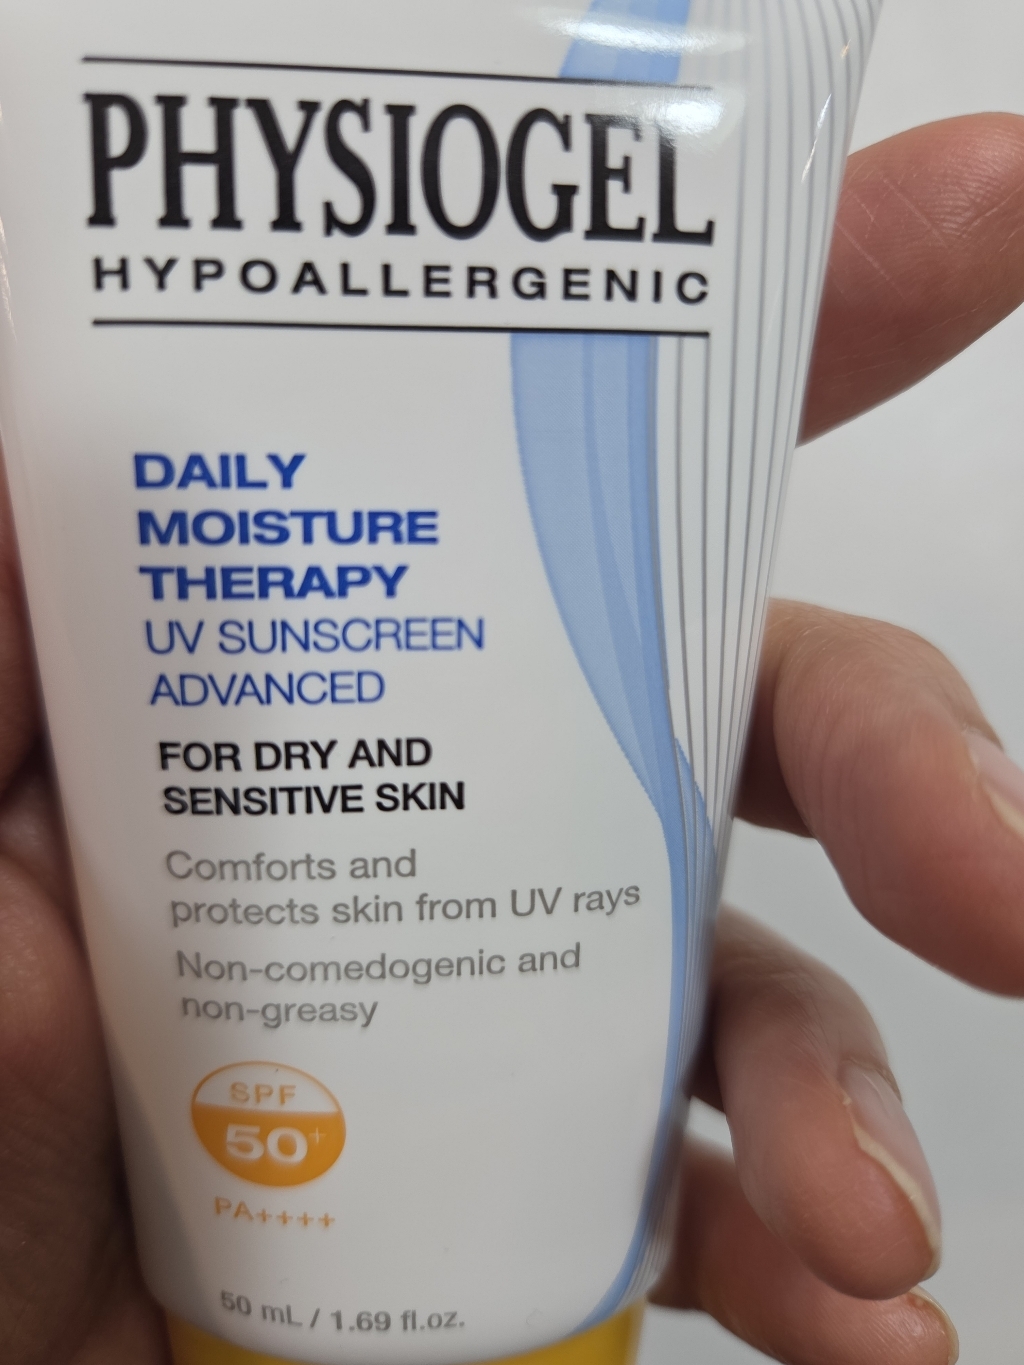 PHYSIOGEL
HYPOALLERGENIC
DAILY
MOISTURE
THERAPY
UV SUNSCREEN
ADVANCED
FOR DRY AND
SENSITIVE SKIN
Comforts and
protects skin from UV rays
Non-comedogenic and
non-greasy
SPF
50+
PA++++
50 mL / 1.69 fl.oz.